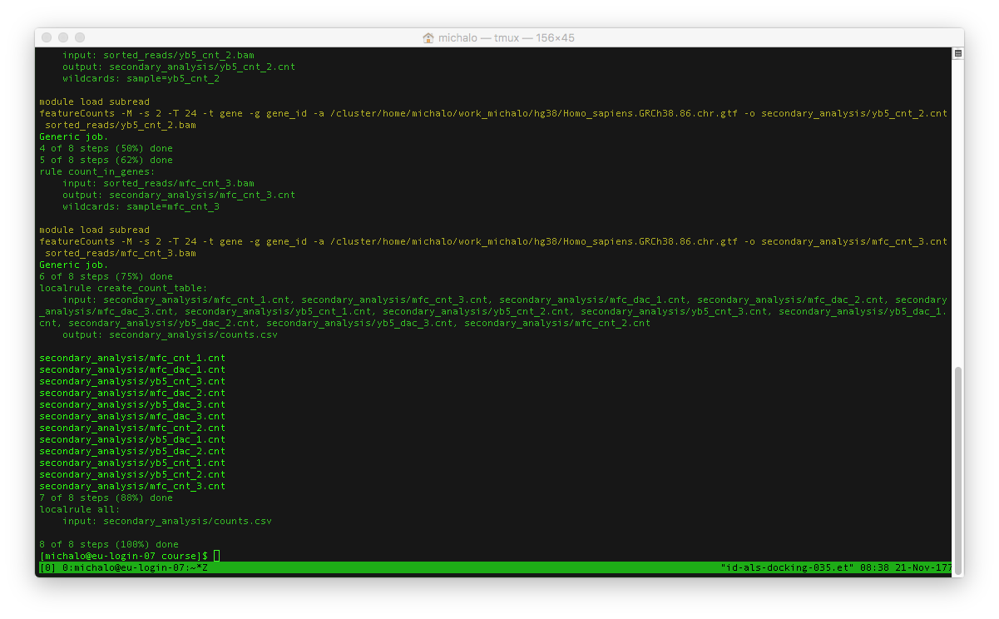 michalo — tmux — 156×45
input: sorted_reads/yb5_cnt_2.bam
output: secondary_analysis/yb5_cnt_2.cnt
wildcards: sample=yb5_cnt_2
module load subread
featureCounts -M -s 2 -T 24 -t gene -g gene_id -a /cluster/home/michalo/work_michalo/hg38/Homo_sapiens.GRCh38.86.chr.gtf -o secondary_analysis/yb5_cnt_2.cnt
sorted_reads/yb5_cnt_2.bam
Generic job.
4 of 8 steps (50%) done
5 of 8 steps (62%) done
rule count_in_genes:
input: sorted_reads/mfc_cnt_3.bam
output: secondary_analysis/mfc_cnt_3.cnt
wildcards: sample=mfc_cnt_3
module load subread
featureCounts -M -s 2 -T 24 -t gene -g gene_id -a /cluster/home/michalo/work_michalo/hg38/Homo_sapiens.GRCh38.86.chr.gtf -o secondary_analysis/mfc_cnt_3.cnt
sorted_reads/mfc_cnt_3.bam
Generic job.
6 of 8 steps (75%) done
localrule create_count_table:
input: secondary_analysis/mfc_cnt_1.cnt, secondary_analysis/mfc_cnt_3.cnt, secondary_analysis/mfc_dac_1.cnt, secondary_analysis/mfc_dac_2.cnt, secondary
_analysis/mfc_dac_3.cnt, secondary_analysis/yb5_cnt_1.cnt, secondary_analysis/yb5_cnt_2.cnt, secondary_analysis/yb5_cnt_3.cnt, secondary_analysis/yb5_dac_1.
cnt, secondary_analysis/yb5_dac_2.cnt, secondary_analysis/yb5_dac_3.cnt, secondary_analysis/mfc_cnt_2.cnt
output: secondary_analysis/counts.csv
secondary_analysis/mfc_cnt_1.cnt
secondary_analysis/mfc_dac_1.cnt
secondary_analysis/yb5_cnt_3.cnt
secondary_analysis/mfc_dac_2.cnt
secondary_analysis/yb5_dac_3.cnt
secondary_analysis/mfc_dac_3.cnt
secondary_analysis/mfc_cnt_2.cnt
secondary_analysis/yb5_dac_1.cnt
secondary_analysis/yb5_dac_2.cnt
secondary_analysis/yb5_cnt_1.cnt
secondary_analysis/yb5_cnt_2.cnt
secondary_analysis/mfc_cnt_3.cnt
7 of 8 steps (88%) done
localrule all:
input: secondary_analysis/counts.csv
8 of 8 steps (100%) done
[michalo@eu-login-07 course]$
[0] 0:michalo@eu-login-07:~*Z "id-als-docking-035.et" 08:38 21-Nov-177